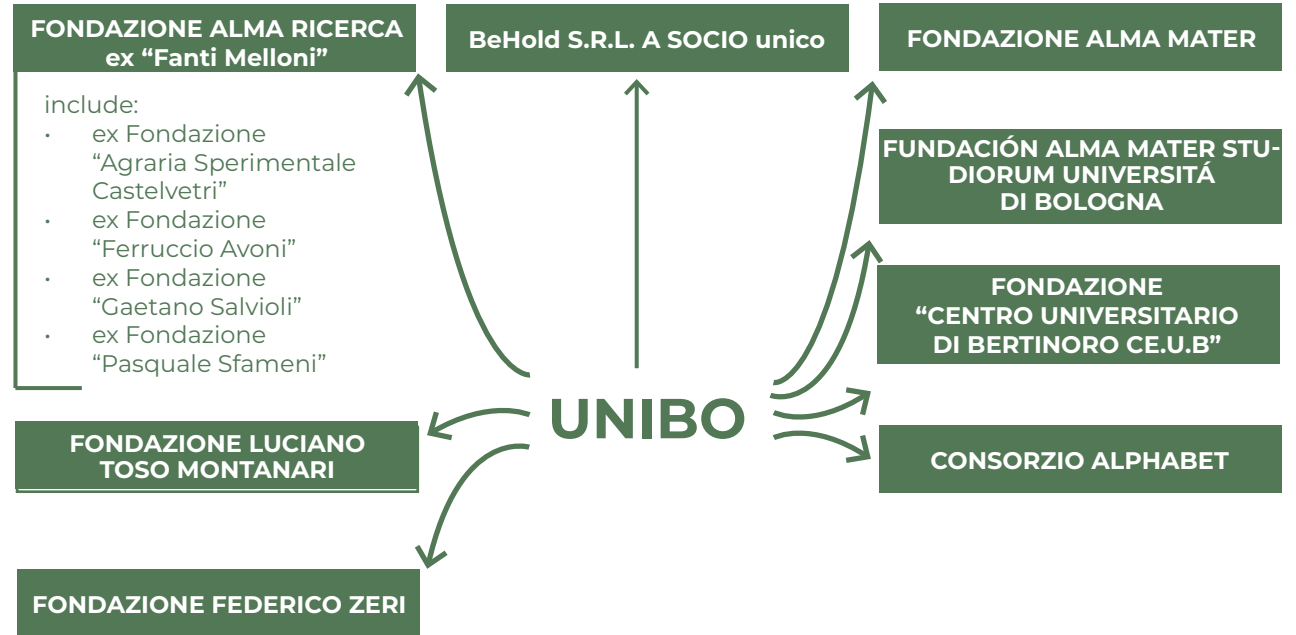 FONDAZIONE ALMA RICERCA
ex “Fanti Melloni”
include:
• ex Fondazione
“Agraria Sperimentale
Castelvetri”
• ex Fondazione
“Ferruccio Avoni”
• ex Fondazione
“Gaetano Salvioli”
• ex Fondazione
“Pasquale Sfameni”
BeHold S.R.L. A SOCIO unico
FONDAZIONE ALMA MATER
FUNDACIÓN ALMA MATER STU-
DIORUM UNIVERSITÁ
DI BOLOGNA
FONDAZIONE
“CENTRO UNIVERSITARIO
DI BERTINORO CE.U.B”
UNIBO
FONDAZIONE LUCIANO
TOSO MONTANARI
CONSORZIO ALPHABET
FONDAZIONE FEDERICO ZERI